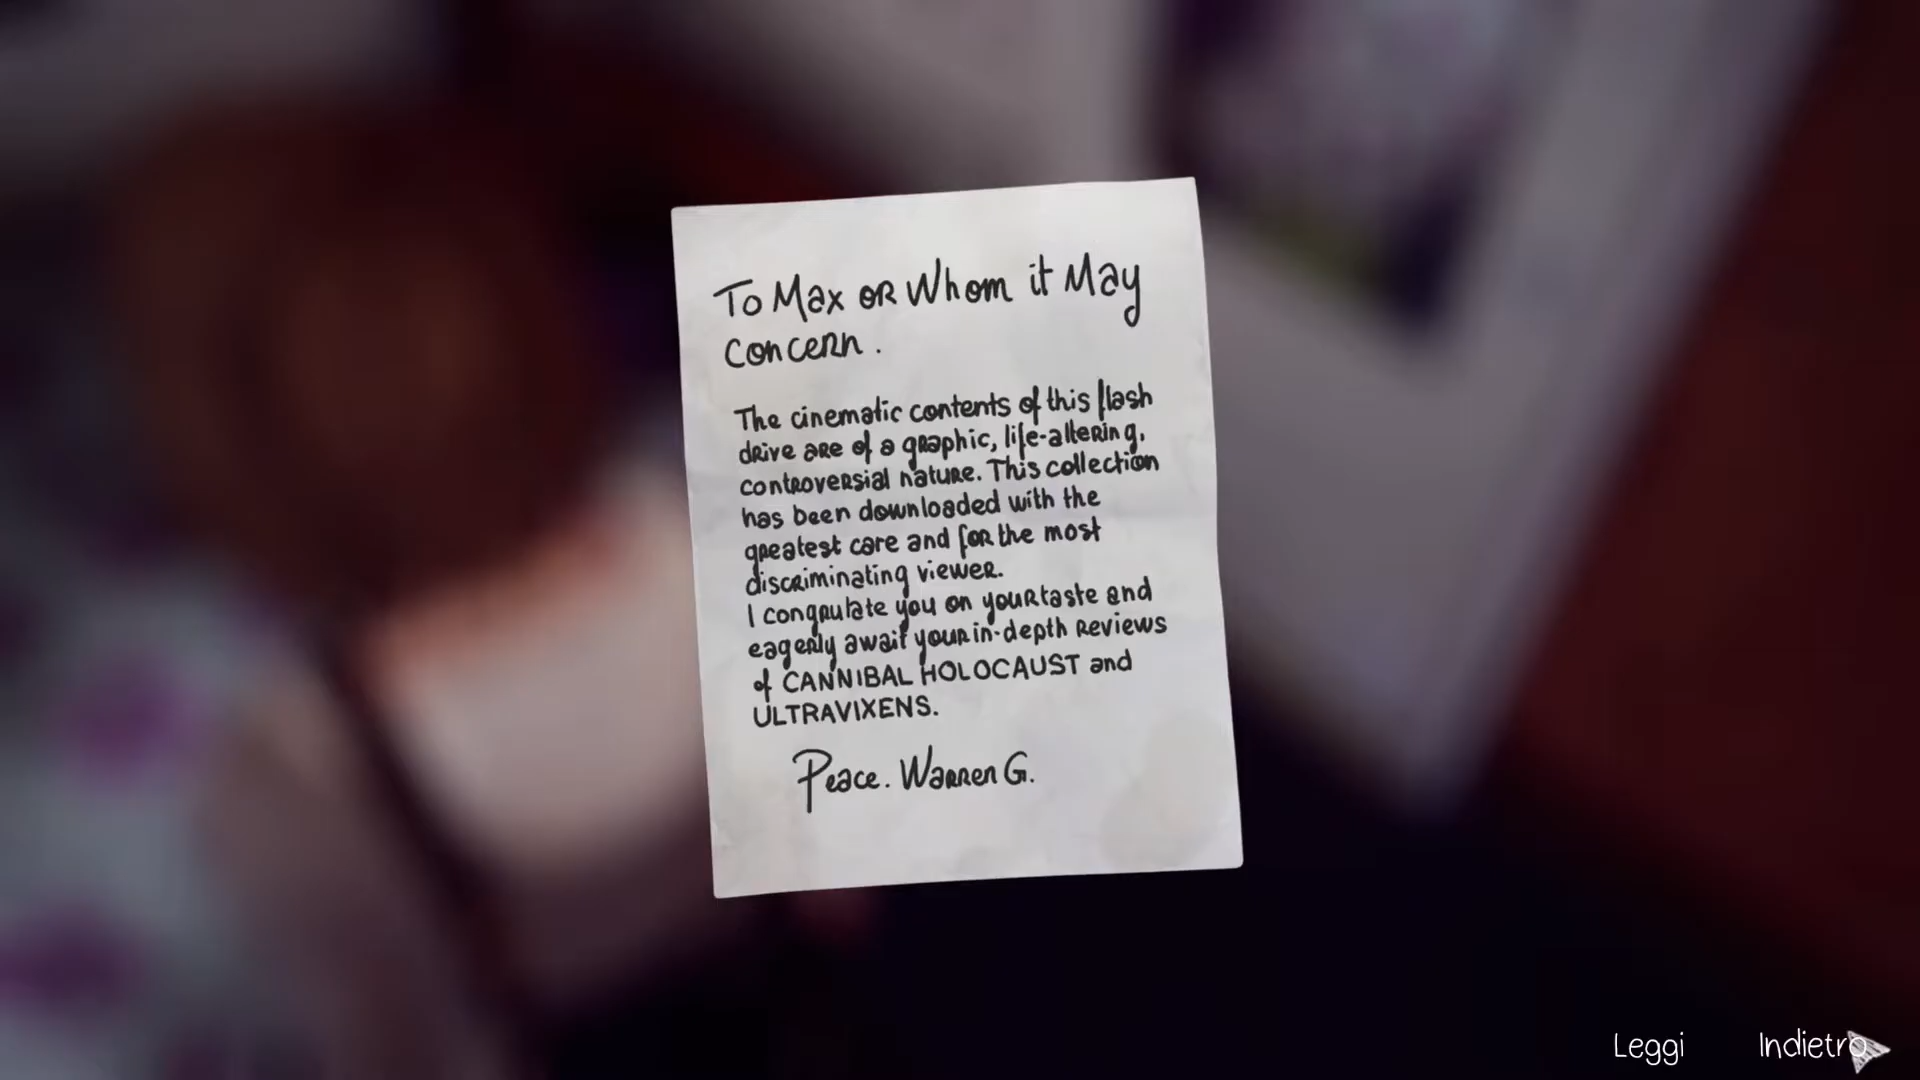 To Max or Whom it May
concern.
The cinematic contents of this flash
drive are of a graphic, life-altering,
controversial nature. This collection
has been downloaded with the
greatest care and for the most
discriminating viewer.
I congrulate you on your taste and
eagerly await your in-depth reviews
of CANNIBAL HOLOCAUST and
ULTRAVIXENS.
Peace. Warren G.
Leggi Indietro